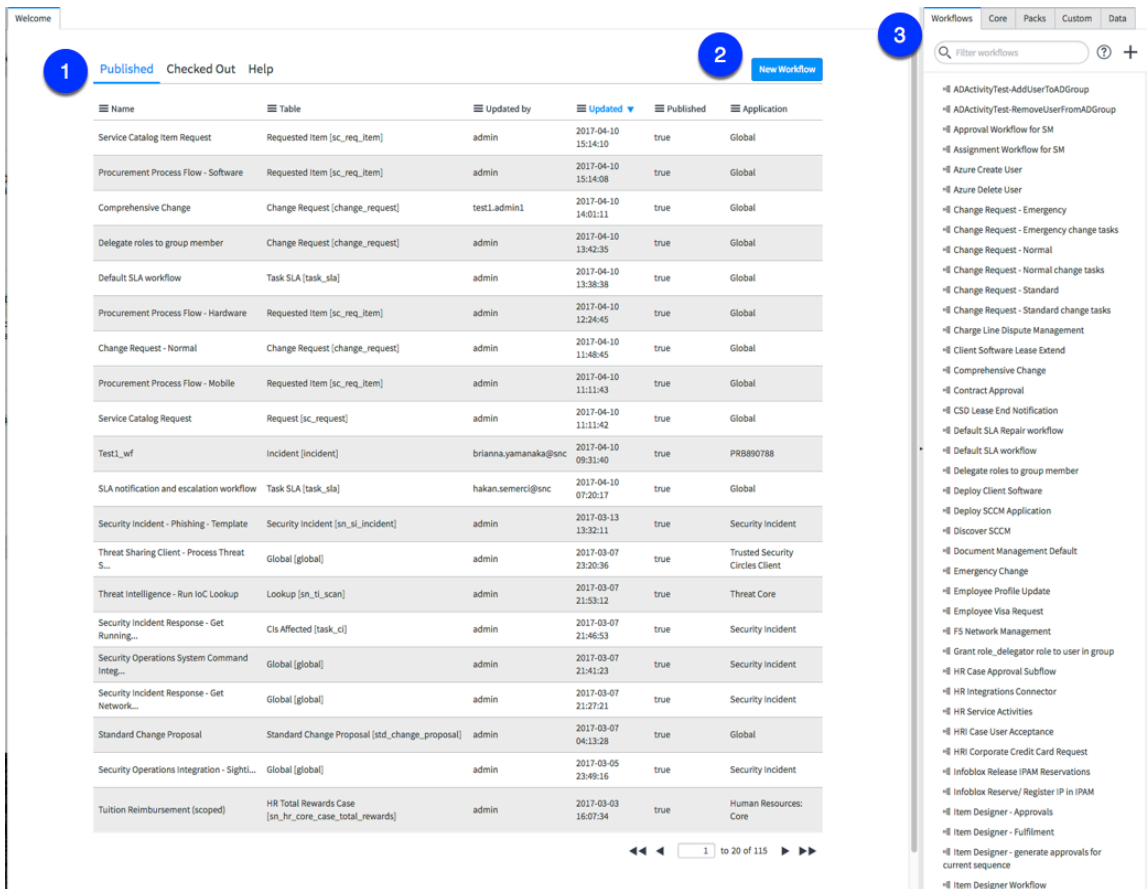 Welcome
Workflows Core Packs Custom Data
1
2
3
Published Checked Out Help
New Workflow
Filter workflows
Name Table Updated by Updated Published Application
Service Catalog Item Request Requested Item [sc_req_item] admin 2017-04-10 15:14:10 true Global
Procurement Process Flow - Software Requested Item [sc_req_item] admin 2017-04-10 15:14:08 true Global
Comprehensive Change Change Request [change_request] test1.admin1 2017-04-10 14:01:11 true Global
Delegate roles to group member Change Request [change_request] admin 2017-04-10 13:42:35 true Global
Default SLA workflow Task SLA [task_sla] admin 2017-04-10 13:38:38 true Global
Procurement Process Flow - Hardware Requested Item [sc_req_item] admin 2017-04-10 12:24:45 true Global
Change Request - Normal Change Request [change_request] admin 2017-04-10 11:48:45 true Global
Procurement Process Flow - Mobile Requested Item [sc_req_item] admin 2017-04-10 11:11:43 true Global
Service Catalog Request Request [sc_request] admin 2017-04-10 11:11:42 true Global
Test1_wf Incident [incident] brianna.yamanaka@snc 2017-04-10 09:31:40 true PRB890788
SLA notification and escalation workflow Task SLA [task_sla] hakan.semerci@snc 2017-04-10 07:20:17 true Global
Security Incident - Phishing - Template Security Incident [sn_si_incident] admin 2017-03-13 13:32:11 true Security Incident
Threat Sharing Client - Process Threat S... Global [global] admin 2017-03-07 23:20:36 true Trusted Security Circles Client
Threat Intelligence - Run IoC Lookup Lookup [sn_ti_scan] admin 2017-03-07 21:53:12 true Threat Core
Security Incident Response - Get Running... CIs Affected [task_ci] admin 2017-03-07 21:46:53 true Security Incident
Security Operations System Command Integ... Global [global] admin 2017-03-07 21:41:23 true Security Incident
Security Incident Response - Get Network... Global [global] admin 2017-03-07 21:27:21 true Security Incident
Standard Change Proposal Standard Change Proposal [std_change_proposal] admin 2017-03-07 04:13:28 true Global
Security Operations Integration - Sighti... Global [global] admin 2017-03-05 23:49:16 true Security Incident
Tuition Reimbursement (scoped) HR Total Rewards Case [sn_hr_core_case_total_rewards] admin 2017-03-03 16:07:34 true Human Resources: Core
1 to 20 of 115
ADActivityTest-AddUserToADGroup
ADActivityTest-RemoveUserFromADGroup
Approval Workflow for SM
Assignment Workflow for SM
Azure Create User
Azure Delete User
Change Request - Emergency
Change Request - Emergency change tasks
Change Request - Normal
Change Request - Normal change tasks
Change Request - Standard
Change Request - Standard change tasks
Charge Line Dispute Management
Client Software Lease Extend
Comprehensive Change
Contract Approval
CSD Lease End Notification
Default SLA Repair workflow
Default SLA workflow
Delegate roles to group member
Deploy Client Software
Deploy SCCM Application
Discover SCCM
Document Management Default
Emergency Change
Employee Profile Update
Employee Visa Request
F5 Network Management
Grant role_delegator role to user in group
HR Case Approval Subflow
HR Integrations Connector
HR Service Activities
HRI Case User Acceptance
HRI Corporate Credit Card Request
Infoblox Release IPAM Reservations
Infoblox Reserve/ Register IP in IPAM
Item Designer - Approvals
Item Designer - Fulfilment
Item Designer - generate approvals for
current sequence
Item Designer Workflow